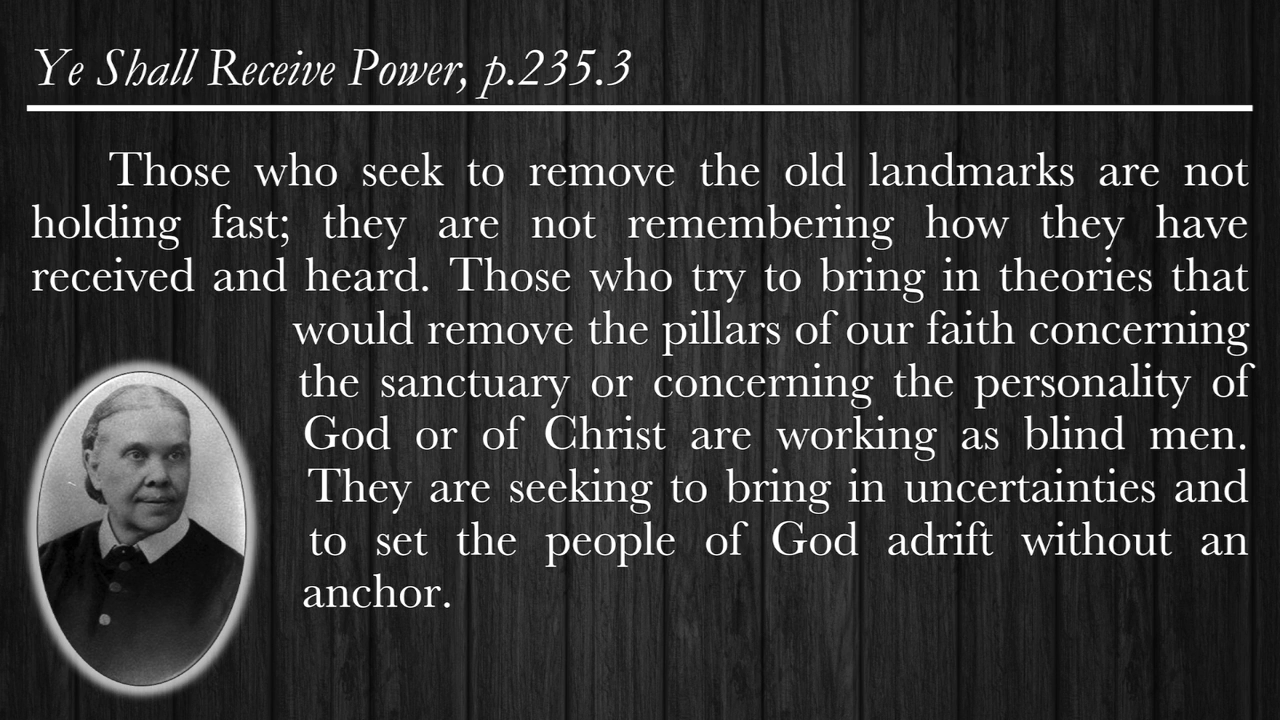 Ye Shall Receive Power, p.235.3
Those who seek to remove the old landmarks are not
holding fast; they are not remembering how they have
received and heard. Those who try to bring in theories that
would remove the pillars of our faith concerning
the sanctuary or concerning the personality of
God or of Christ are working as blind men.
They are seeking to bring in uncertainties and
to set the people of God adrift without an
anchor.